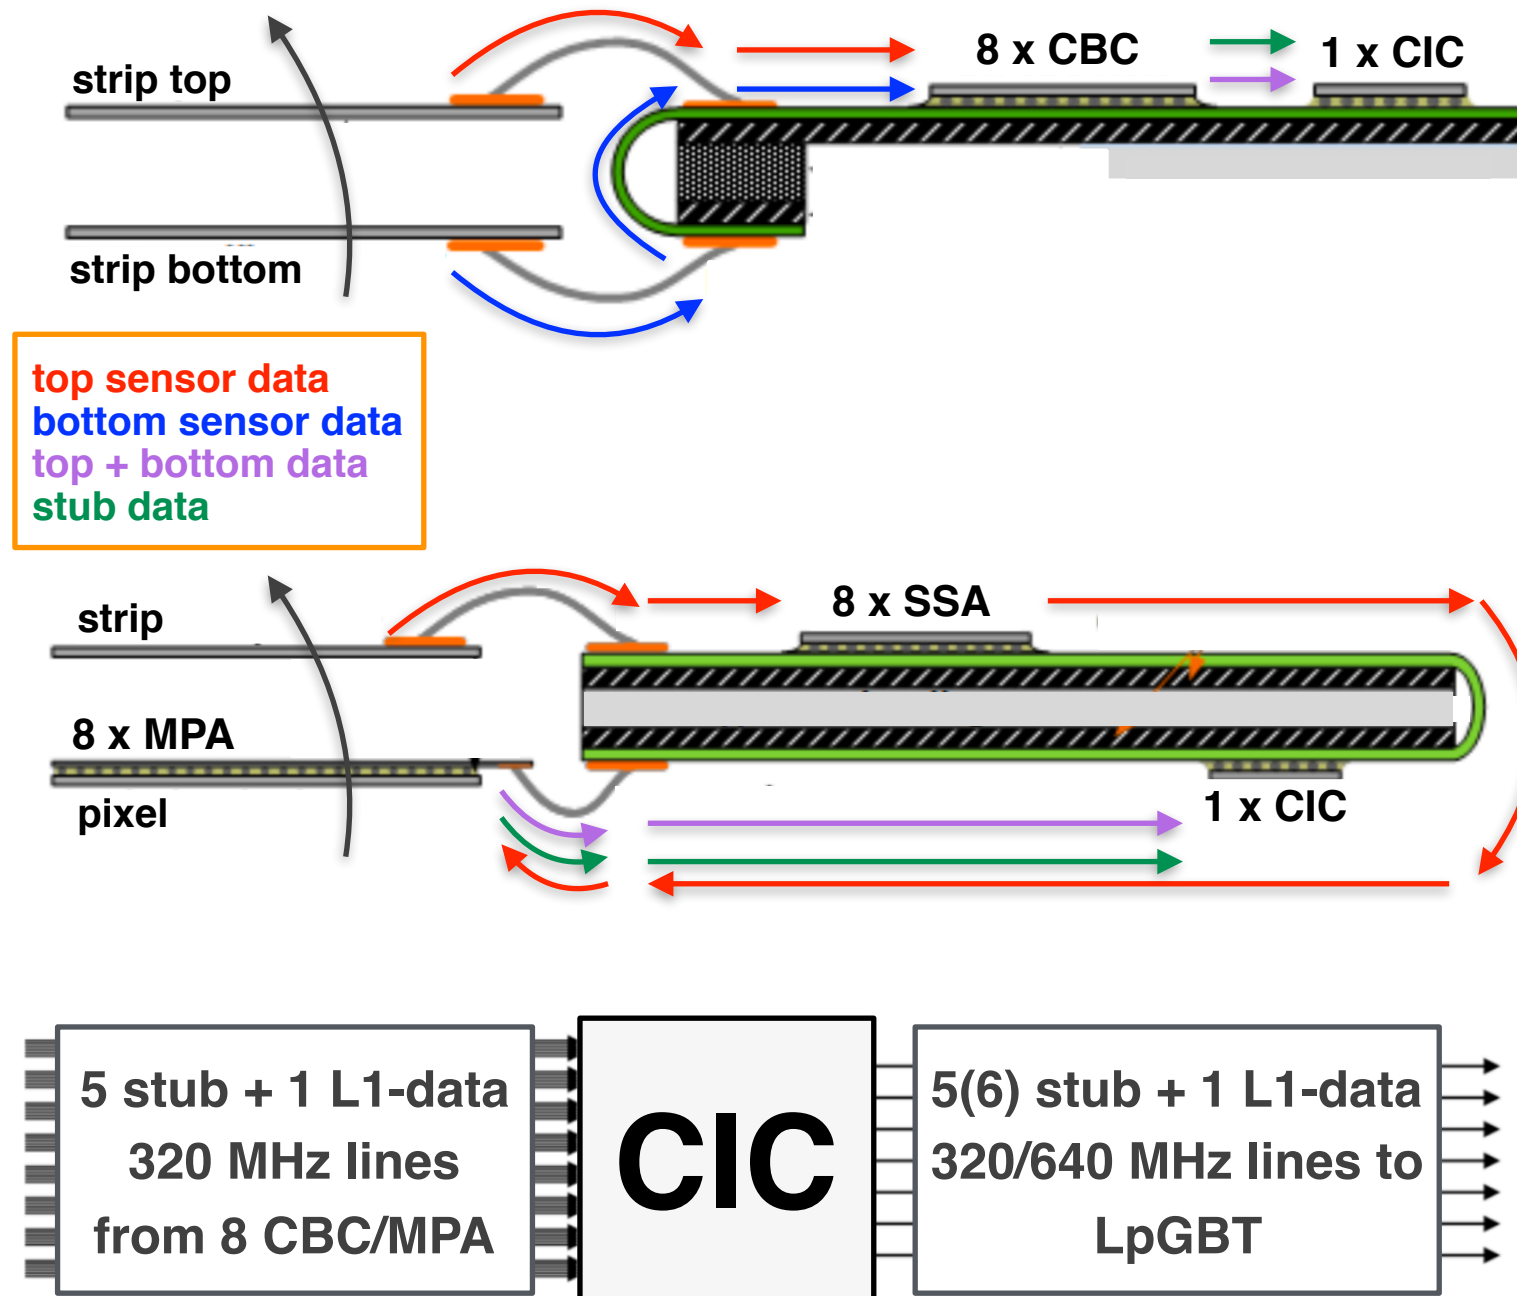 strip top
8 x CBC
1 x CIC
strip bottom
top sensor data
bottom sensor data
top + bottom data
stub data
strip
8 x SSA
8 x MPA
pixel
1 x CIC
5 stub + 1 L1-data
320 MHz lines
from 8 CBC/MPA
CIC
5(6) stub + 1 L1-data
320/640 MHz lines to
LpGBT